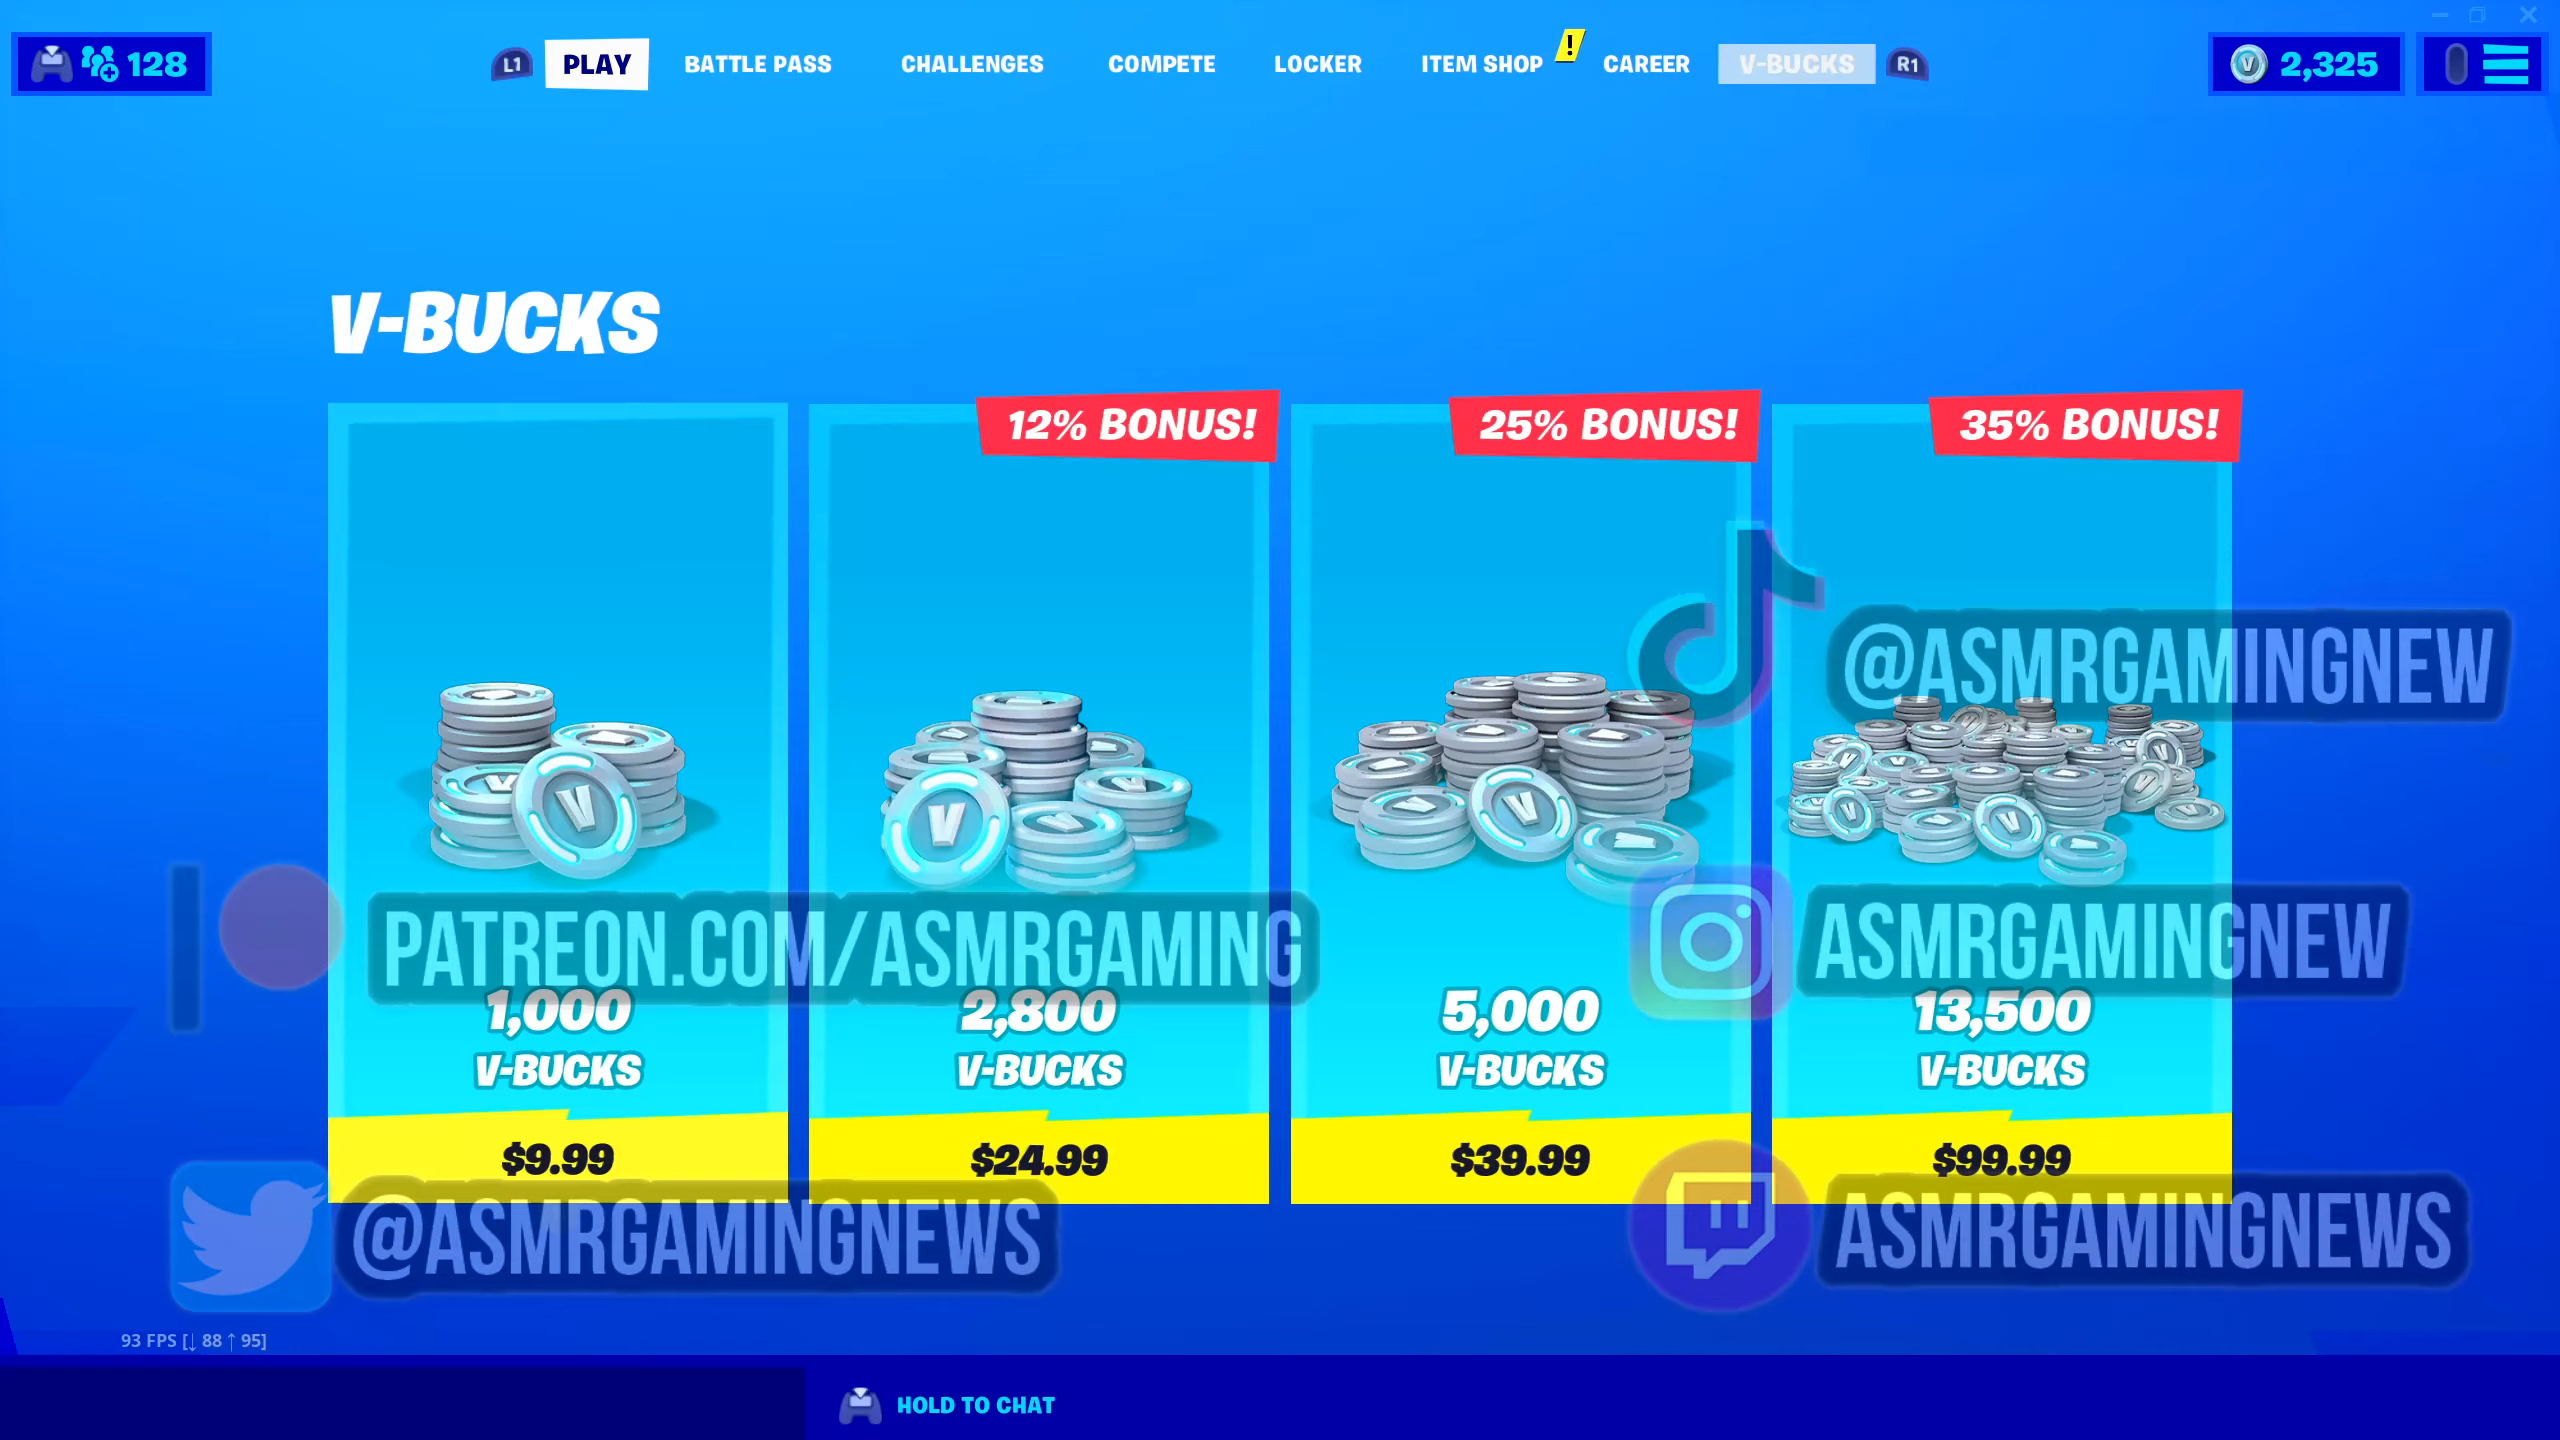 128
L1
PLAY
BATTLE PASS
CHALLENGES
COMPETE
LOCKER
ITEM SHOP
!
CAREER
V-BUCKS
R1
2,325
V-BUCKS
12% BONUS!
25% BONUS!
35% BONUS!
@ASMRGAMINGNEW
PATREON.COM/ASMRGAMING
ASMRGAMINGNEW
1,000
V-BUCKS
2,800
V-BUCKS
5,000
V-BUCKS
13,500
V-BUCKS
$9.99
$24.99
$39.99
$99.99
@ASMRGAMINGNEWS
ASMRGAMINGNEWS
93 FPS [↓ 88 ↑ 95]
HOLD TO CHAT